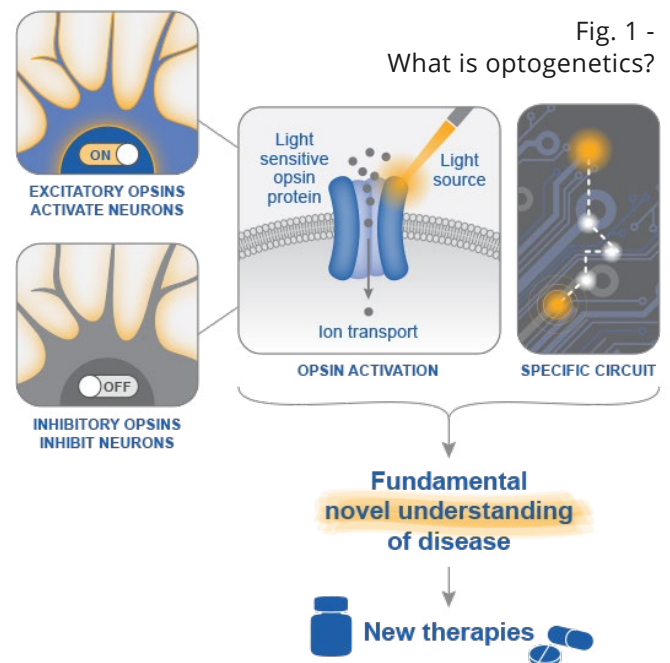 Fig. 1 -
What is optogenetics?
ON
EXCITATORY OPSINS
ACTIVATE NEURONS
OFF
INHIBITORY OPSINS
INHIBIT NEURONS
Light
sensitive
opsin
protein
Light
source
Ion transport
OPSIN ACTIVATION
SPECIFIC CIRCUIT
Fundamental
novel understanding
of disease
New therapies